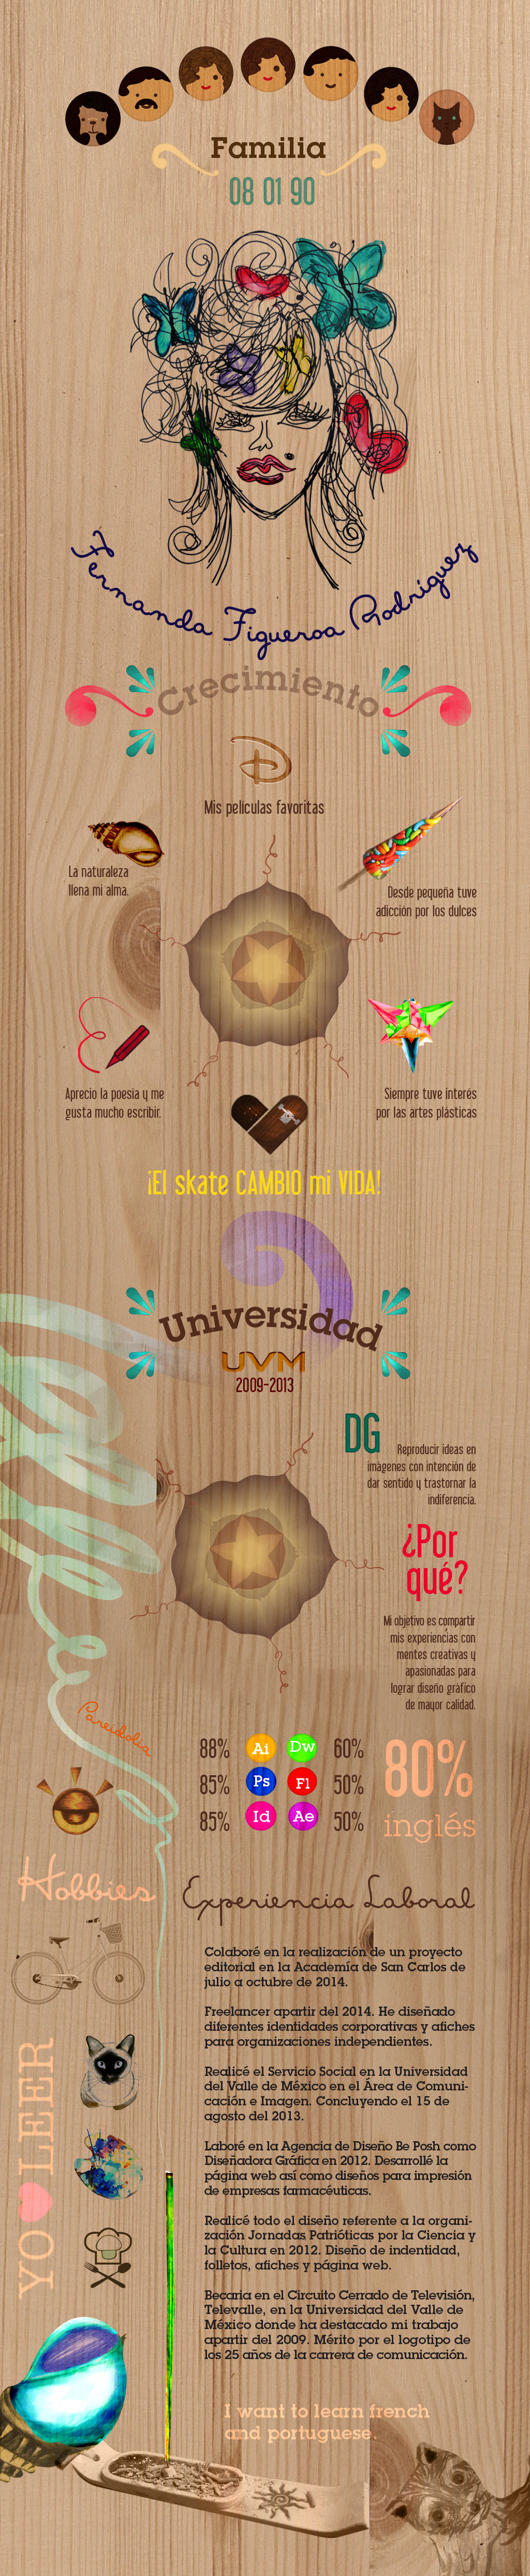 Familia
08 01 90
Fernanda Figueroa Rodríguez
Crecimiento
D
Mis peliculas favoritas
La naturaleza
llena mi alma.
Desde pequeña tuve
adicción por los dulces
Aprecio la poesía y me
gusta mucho escribir.
Siempre tuve interés
por las artes plásticas
¡El skate CAMBIO mi VIDA!
Universidad
UVM
2009-2013
DG
Reproducir ideas en
imágenes con intención de
dar sentido y trastornar la
indiferencia.
¿Por
qué?
Mi objetivo es compartir
mis experiencias con
mentes creativas y
apasionadas para
lograr diseño gráfico
de mayor calidad.
Pareidolia
88% Ai Dw 60%
85% Ps Fl 50%
85% Id Ae 50%
80%
inglés
Hobbies
YO LEER
Experiencia Laboral
Colaboré en la realización de un proyecto
editorial en la Academía de San Carlos de
julio a octubre de 2014.
Freelancer apartir del 2014. He diseñado
diferentes identidades corporativas y afiches
para organizaciones independientes.
Realicé el Servicio Social en la Universidad
del Valle de México en el Área de Comuni-
cación e Imagen. Concluyendo el 15 de
agosto del 2013.
Laboré en la Agencia de Diseño Be Posh como
Diseñadora Gráfica en 2012. Desarrollé la
página web así como diseños para impresión
de empresas farmacéuticas.
Realicé todo el diseño referente a la organi-
zación Jornadas Patrióticas por la Ciencia y
la Cultura en 2012. Diseño de indentidad,
folletos, afiches y página web.
Becaria en el Circuito Cerrado de Televisión,
Televalle, en la Universidad del Valle de
México donde ha destacado mi trabajo
apartir del 2009. Mérito por el logotipo de
los 25 años de la carrera de comunicación.
I want to learn french
and portuguese.